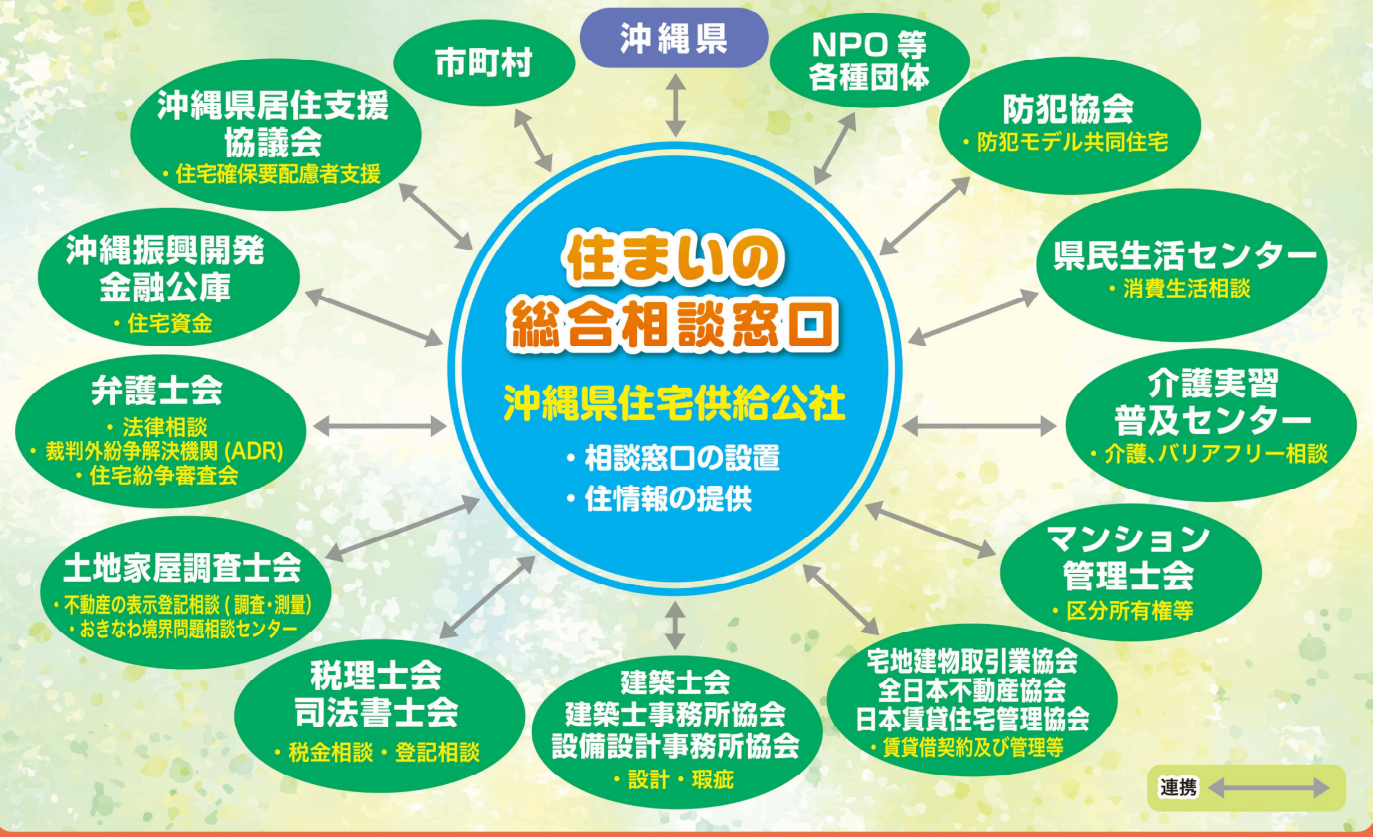 沖縄県
市町村
NPO 等
各種団体
沖縄県居住支援
協議会
・住宅確保要配慮者支援
防犯協会
・防犯モデル共同住宅
沖縄振興開発
金融公庫
・住宅資金
県民生活センター
・消費生活相談
住まいの
総合相談窓口
沖縄県住宅供給公社
・相談窓口の設置
・住情報の提供
弁護士会
・法律相談
・裁判外紛争解決機関 (ADR)
・住宅紛争審査会
介護実習
普及センター
・介護、バリアフリー相談
土地家屋調査士会
・不動産の表示登記相談 ( 調査・測量)
・おきなわ境界問題相談センター
マンション
管理士会
・区分所有権等
税理士会
司法書士会
・税金相談・登記相談
建築士会
建築士事務所協会
設備設計事務所協会
・設計・瑕疵
宅地建物取引業協会
全日本不動産協会
日本賃貸住宅管理協会
・賃貸借契約及び管理等
連携